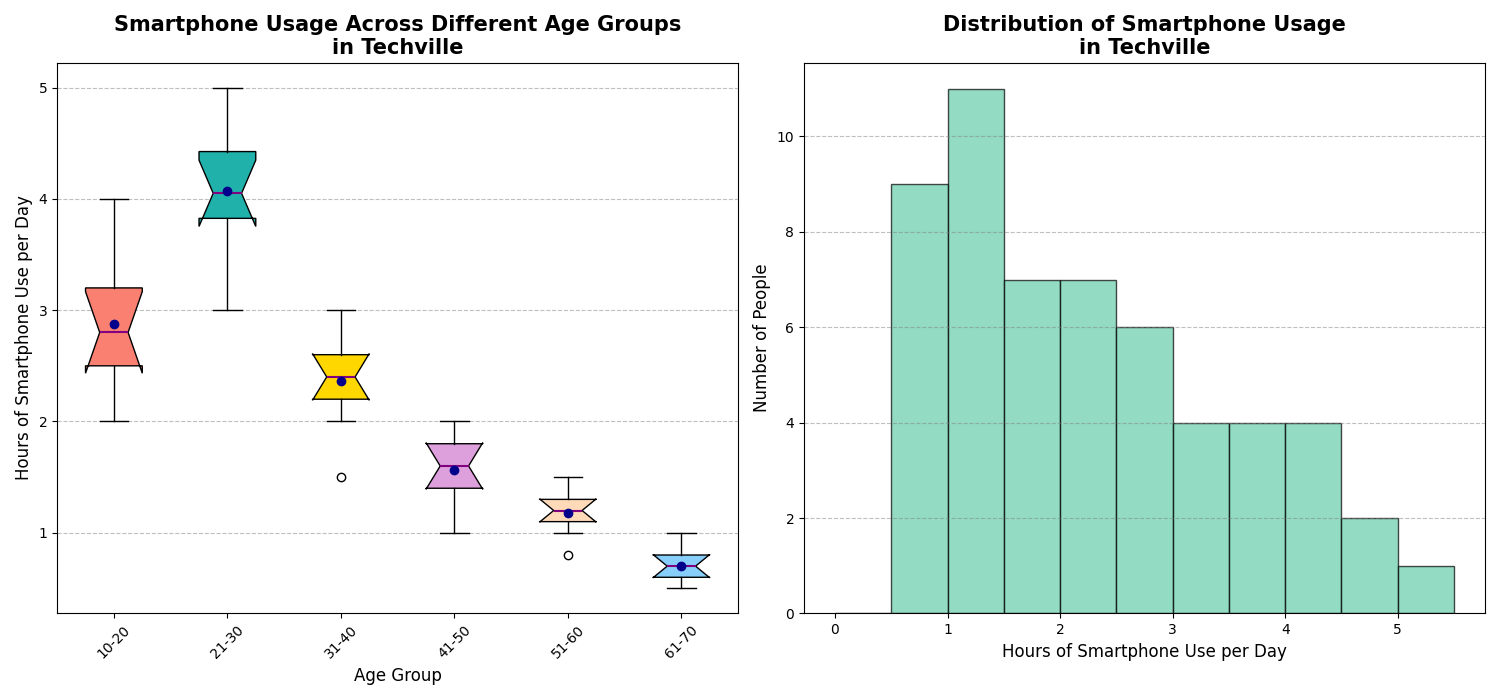 Smartphone Usage Across Different Age Groups
in Techville
Hours of Smartphone Use per Day
5
4
3
2
1
10-20
21-30
31-40
41-50
51-60
61-70
Age Group
Distribution of Smartphone Usage
in Techville
Number of People
10
8
6
4
2
0
0
1
2
3
4
5
Hours of Smartphone Use per Day